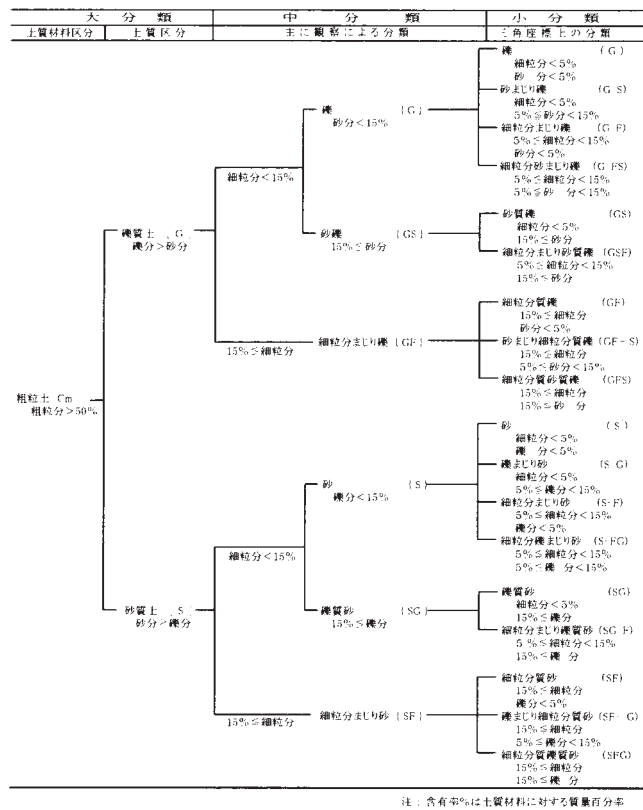 大分類 中分類 小分類
土質材料区分 土質区分 主に観察による分類 三角座標上の分類
礫 (G)
細粒分<5%
砂 分<5%
砂まじり礫 (G-S)
細粒分<5%
5%≦砂分<15%
細粒分まじり礫 (G-F)
5%≦細粒分<15%
砂分<5%
細粒分砂まじり礫 (G-FS)
5%≦細粒分<15%
5%≦砂 分<15%
礫 {G}
砂分<15%
細粒分<15%
砂礫 {GS}
15%≦砂分
砂質礫 (GS)
細粒分<5%
15%≦砂分
細粒分まじり砂質礫 (GSF)
5%≦細粒分<15%
15%≦砂分
礫質土 [G]
礫分>砂分
15%≦細粒分
細粒分まじり礫 {GF}
細粒分質礫 (GF)
15%≦細粒分
砂分<5%
砂まじり細粒分質礫 (GF-S)
15%≦細粒分
5%≦砂分<15%
細粒分質砂質礫 (GFS)
15%≦細粒分
15%≦砂 分
粗粒土 Cm
粗粒分>50%
砂 (S)
細粒分<5%
礫 分<5%
礫まじり砂 (S-G)
細粒分<5%
5%≦礫分<15%
細粒分まじり砂 (S-F)
5%≦細粒分<15%
礫分<5%
細粒分礫まじり砂 (S-FG)
5%≦細粒分<15%
5%≦礫 分<15%
砂 {S}
礫分<15%
細粒分<15%
礫質砂 {SG}
15%≦礫分
礫質砂 (SG)
細粒分<5%
15%≦礫分
細粒分まじり礫質砂 (SG-F)
5%≦細粒分<15%
15%≦礫 分
砂質土 [S]
砂分≧礫分
15%≦細粒分
細粒分まじり砂 {SF}
細粒分質砂 (SF)
15%≦細粒分
礫分<5%
礫まじり細粒分質砂 (SF-G)
15%≦細粒分
5%≦礫分<15%
細粒分質礫質砂 (SFG)
15%≦細粒分
15%≦礫 分
注:含有率%は土質材料に対する質量百分率